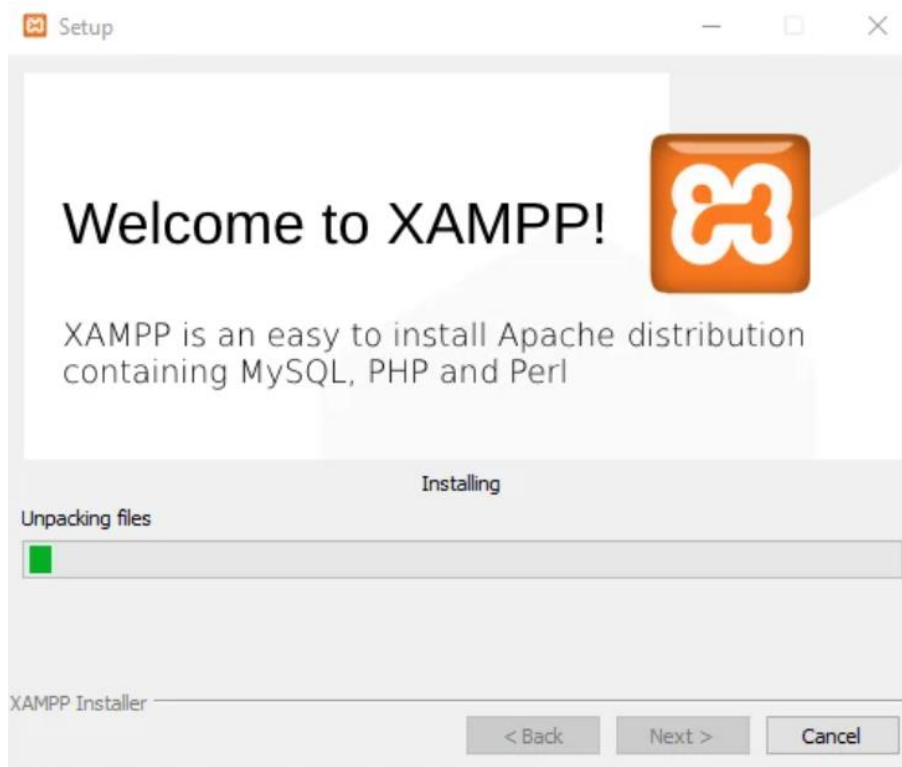 Setup
Welcome to XAMPP!
XAMPP is an easy to install Apache distribution
containing MySQL, PHP and Perl
Installing
Unpacking files
XAMPP Installer
< Back
Next >
Cancel